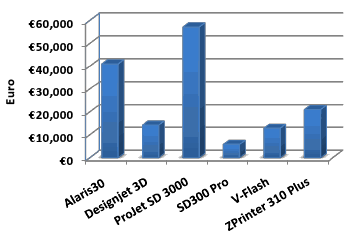 €60,000
€50,000
€40,000
€30,000
€20,000
€10,000
€0
Euro
Alaris30
Designjet 3D
ProJet SD 3000
SD300 Pro
V-Flash
ZPrinter 310 Plus